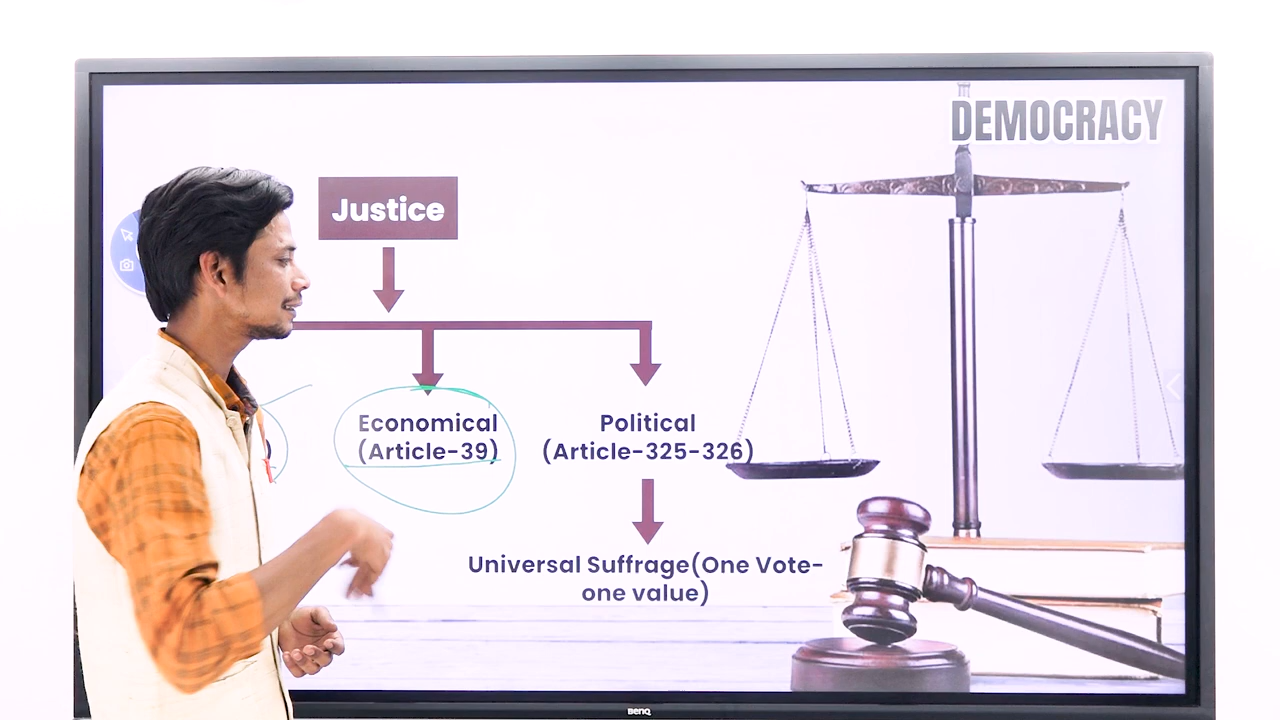 DEMOCRACY
Justice
Economical
(Article-39)
Political
(Article-325-326)
Universal Suffrage(One Vote-
one value)
BenQ